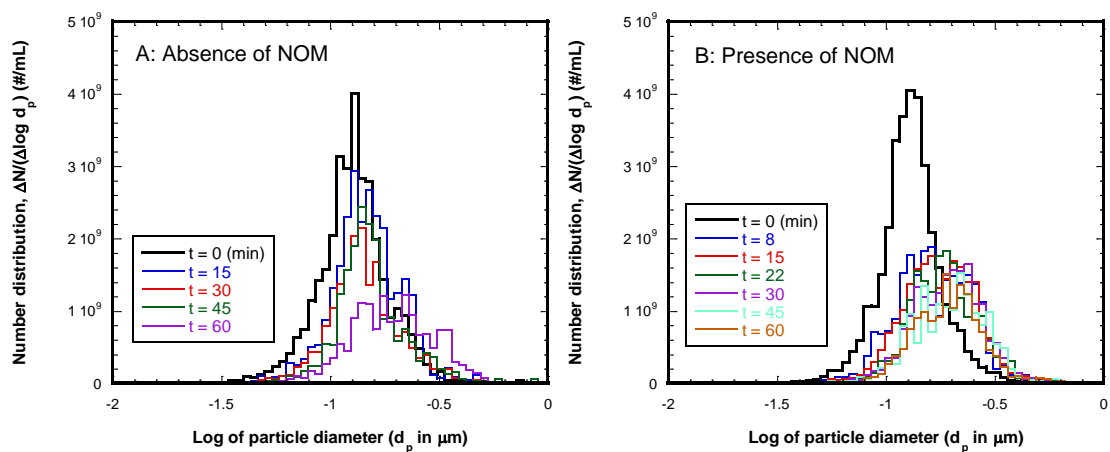 A: Absence of NOM
Number distribution, ΔN/(Δlog d_p) (#/mL)
5 10^9
4 10^9
3 10^9
2 10^9
1 10^9
0
t = 0 (min)
t = 15
t = 30
t = 45
t = 60
-2
-1.5
-1
-0.5
0
Log of particle diameter (d_p in μm)
B: Presence of NOM
Number distribution, ΔN/(Δlog d_p) (#/mL)
5 10^9
4 10^9
3 10^9
2 10^9
1 10^9
0
t = 0 (min)
t = 8
t = 15
t = 22
t = 30
t = 45
t = 60
-2
-1.5
-1
-0.5
0
Log of particle diameter (d_p in μm)